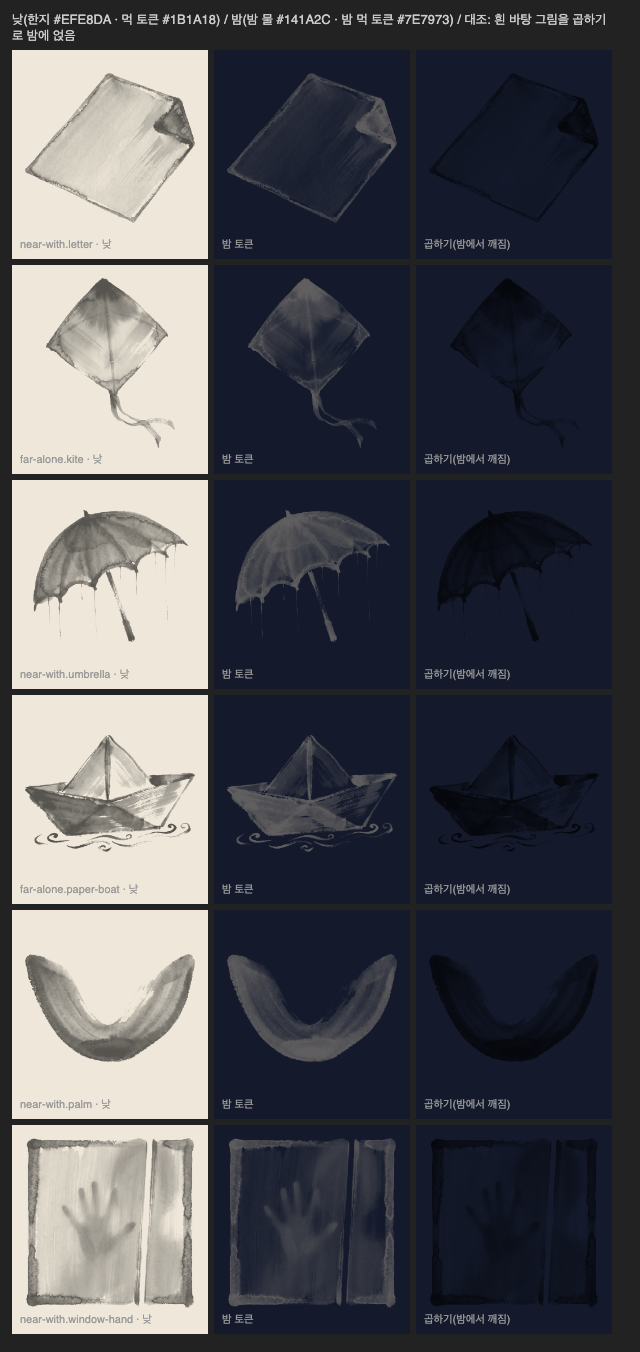 낮(한지 #EFE8DA · 먹 토큰 #1B1A18) / 밤(밤 물 #141A2C · 밤 먹 토큰 #7E7973) / 대조: 흰 바탕 그림을 곱하기
로 밤에 얹음
near-with.letter · 낮
밤 토큰
곱하기(밤에서 깨짐)
far-alone.kite · 낮
밤 토큰
곱하기(밤에서 깨짐)
near-with.umbrella · 낮
밤 토큰
곱하기(밤에서 깨짐)
far-alone.paper-boat · 낮
밤 토큰
곱하기(밤에서 깨짐)
near-with.palm · 낮
밤 토큰
곱하기(밤에서 깨짐)
near-with.window-hand · 낮
밤 토큰
곱하기(밤에서 깨짐)